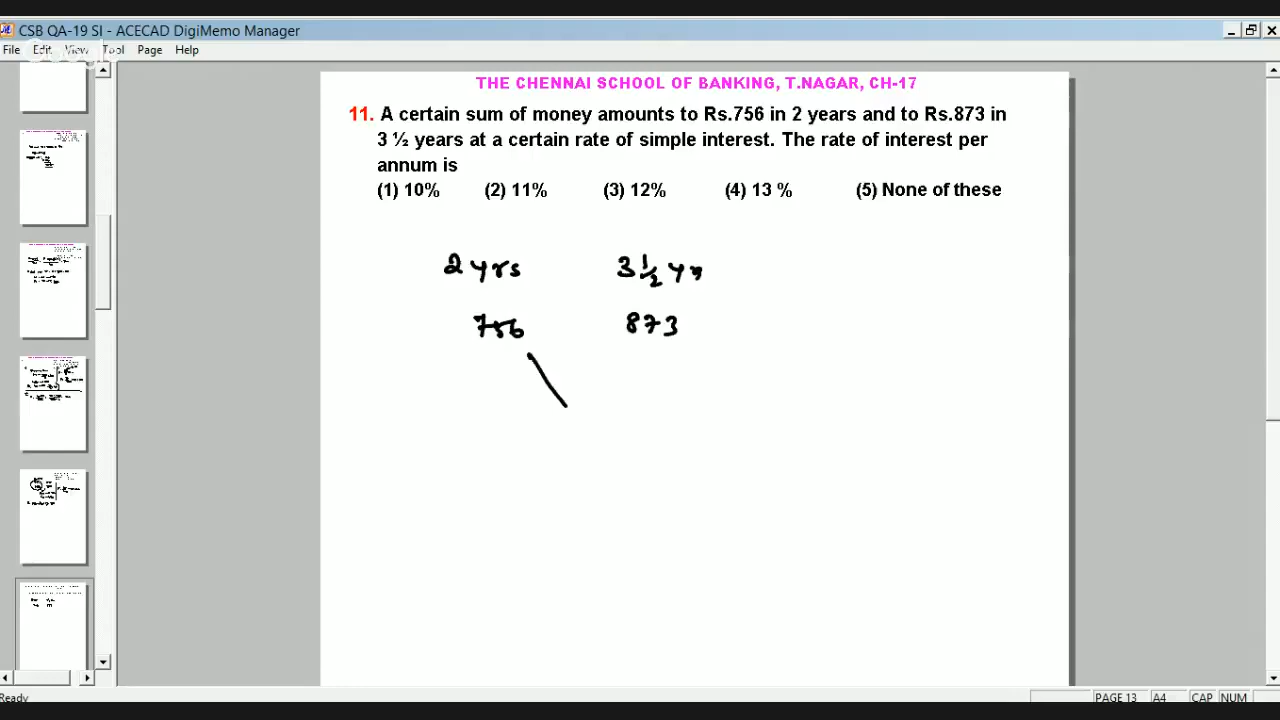 CSB QA-19 SI - ACECAD DigiMemo Manager
File Edit View Tool Page Help
Google
THE CHENNAI SCHOOL OF BANKING, T.NAGAR, CH-17
11. A certain sum of money amounts to Rs.756 in 2 years and to Rs.873 in
3 ½ years at a certain rate of simple interest. The rate of interest per
annum is
(1) 10% (2) 11% (3) 12% (4) 13 % (5) None of these
2 yrs 3 1/2 yrs
756 873
Ready PAGE 13 A4 CAP NUM